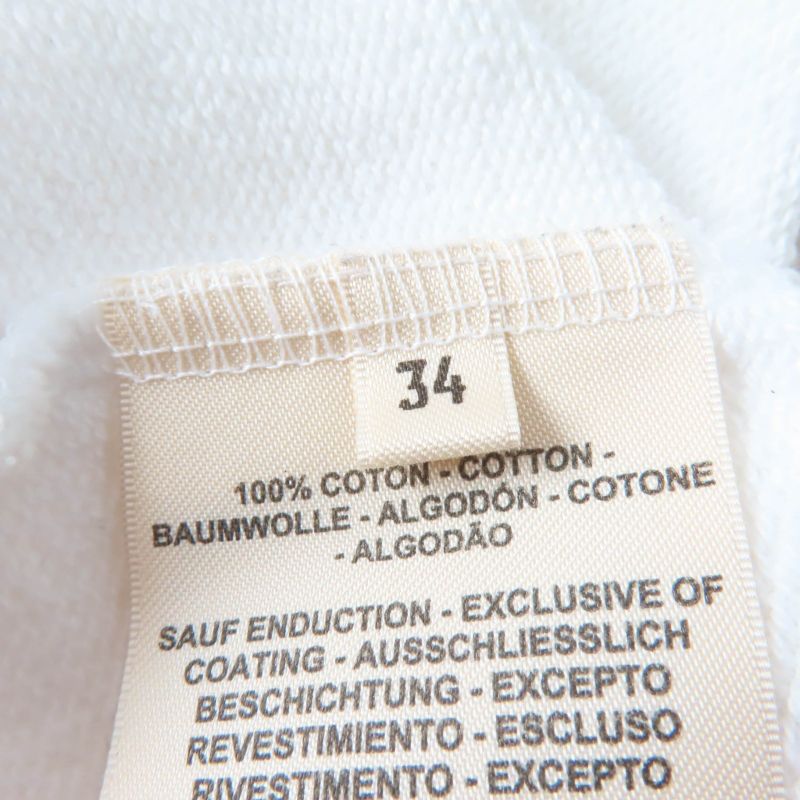 34
100% COTON - COTTON -
BAUMWOLLE - ALGODÓN - COTONE
- ALGODÃO
SAUF ENDUCTION - EXCLUSIVE OF
COATING - AUSSCHLIESSLICH
BESCHICHTUNG - EXCEPTO
REVESTIMIENTO - ESCLUSO
RIVESTIMENTO - EXCEPTO